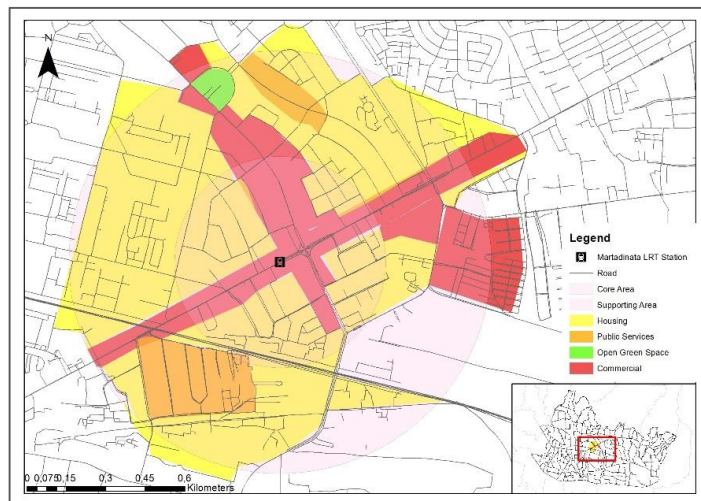 N
Legend
Martadinata LRT Station
Road
Core Area
Supporting Area
Housing
Public Services
Open Green Space
Commercial
0 0,075 0,15 0,3 0,45 0,6
Kilometers